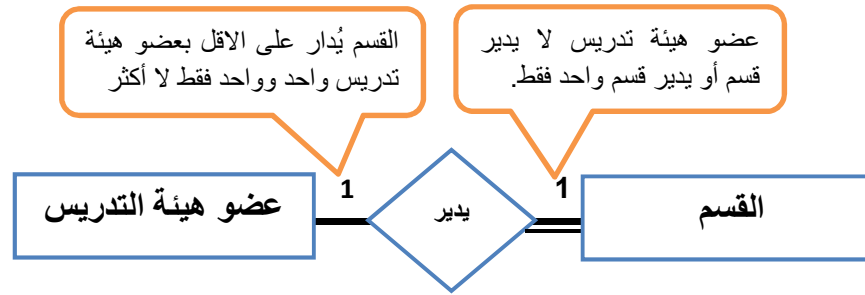 عضو هيئة تدريس لا يدير
قسم أو يدير قسم واحد فقط.
القسم يُدار على الاقل بعضو هيئة
تدريس واحد وواحد فقط لا أكثر
القسم
1
يدير
1
عضو هيئة التدريس